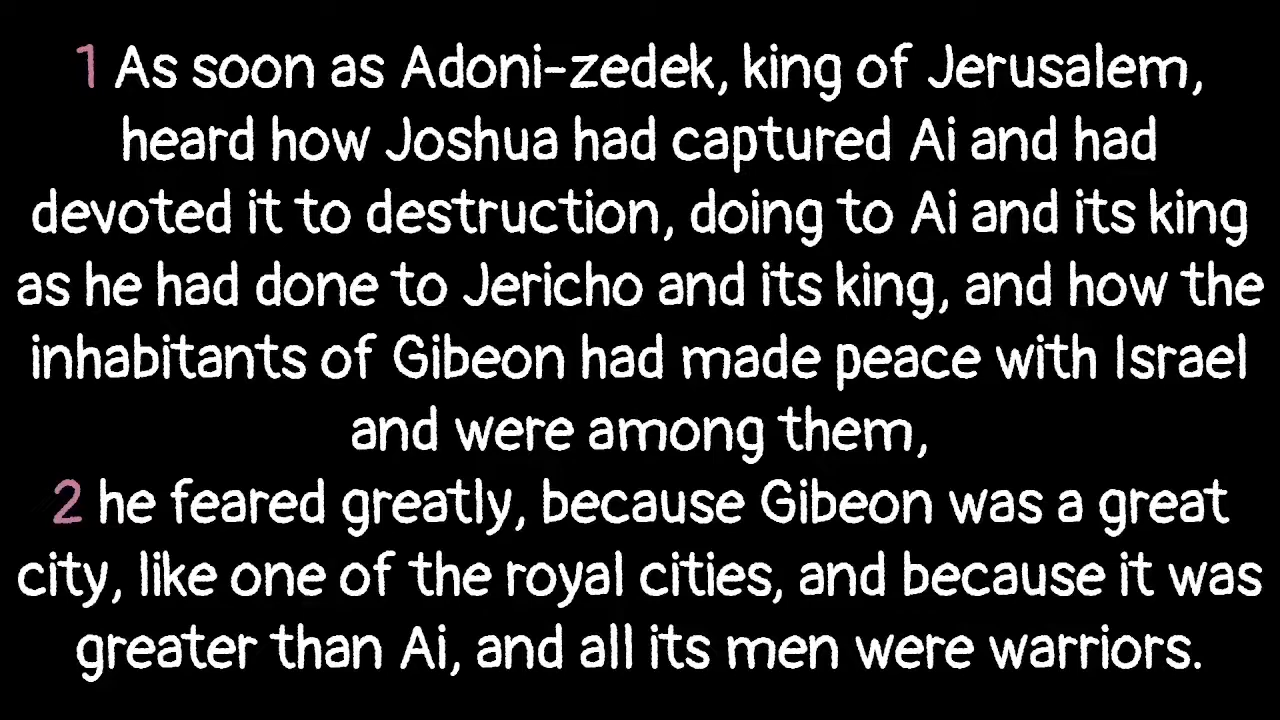 1 As soon as Adoni-zedek, king of Jerusalem,
heard how Joshua had captured Ai and had
devoted it to destruction, doing to Ai and its king
as he had done to Jericho and its king, and how the
inhabitants of Gibeon had made peace with Israel
and were among them,
2 he feared greatly, because Gibeon was a great
city, like one of the royal cities, and because it was
greater than Ai, and all its men were warriors.